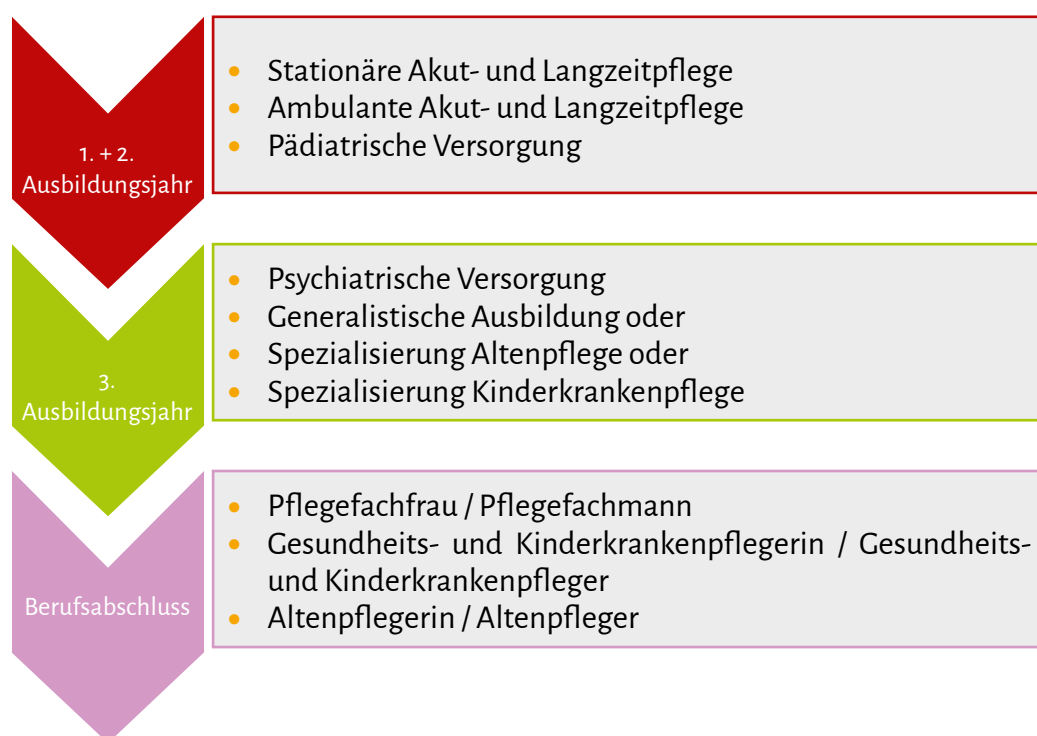 1. + 2.
Ausbildungsjahr
• Stationäre Akut- und Langzeitpflege
• Ambulante Akut- und Langzeitpflege
• Pädiatrische Versorgung
3.
Ausbildungsjahr
• Psychiatrische Versorgung
• Generalistische Ausbildung oder
• Spezialisierung Altenpflege oder
• Spezialisierung Kinderkrankenpflege
Berufsabschluss
• Pflegefachfrau / Pflegefachmann
• Gesundheits- und Kinderkrankenpflegerin / Gesundheits-
und Kinderkrankenpfleger
• Altenpflegerin / Altenpfleger